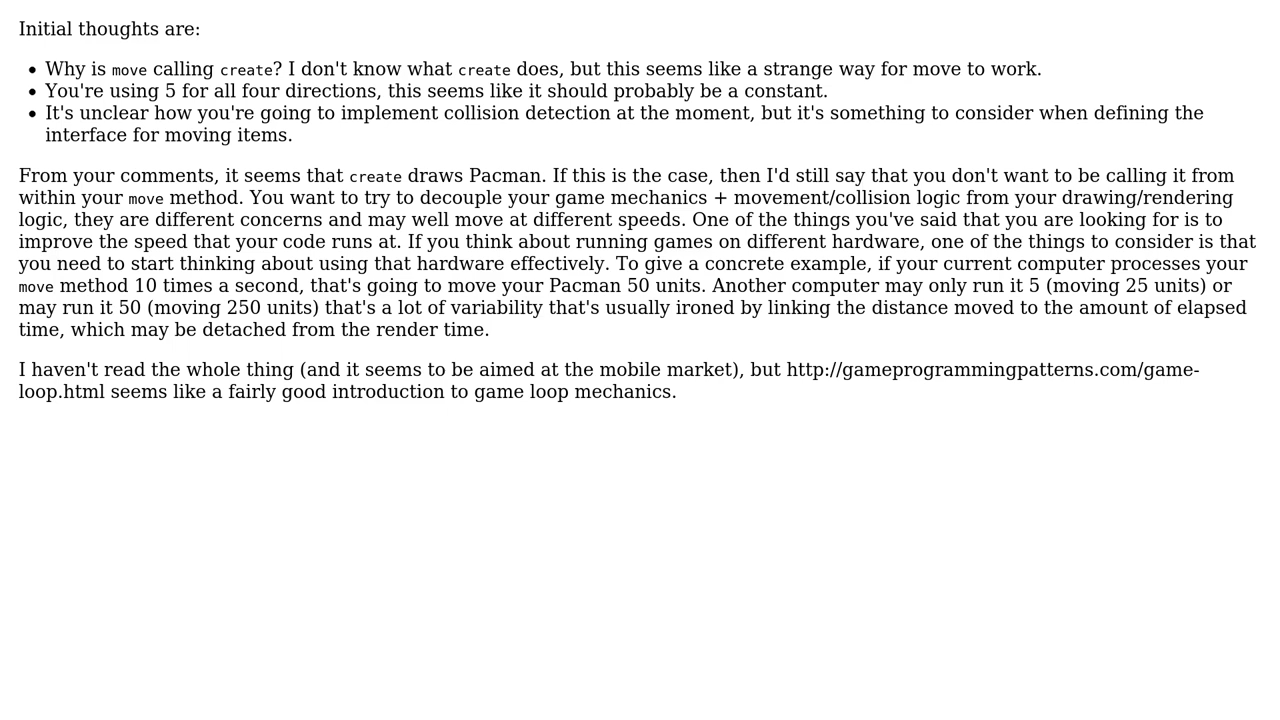 Initial thoughts are:
• Why is move calling create? I don't know what create does, but this seems like a strange way for move to work.
• You're using 5 for all four directions, this seems like it should probably be a constant.
• It's unclear how you're going to implement collision detection at the moment, but it's something to consider when defining the
interface for moving items.
From your comments, it seems that create draws Pacman. If this is the case, then I'd still say that you don't want to be calling it from
within your move method. You want to try to decouple your game mechanics + movement/collision logic from your drawing/rendering
logic, they are different concerns and may well move at different speeds. One of the things you've said that you are looking for is to
improve the speed that your code runs at. If you think about running games on different hardware, one of the things to consider is that
you need to start thinking about using that hardware effectively. To give a concrete example, if your current computer processes your
move method 10 times a second, that's going to move your Pacman 50 units. Another computer may only run it 5 (moving 25 units) or
may run it 50 (moving 250 units) that's a lot of variability that's usually ironed by linking the distance moved to the amount of elapsed
time, which may be detached from the render time.
I haven't read the whole thing (and it seems to be aimed at the mobile market), but http://gameprogrammingpatterns.com/game-
loop.html seems like a fairly good introduction to game loop mechanics.